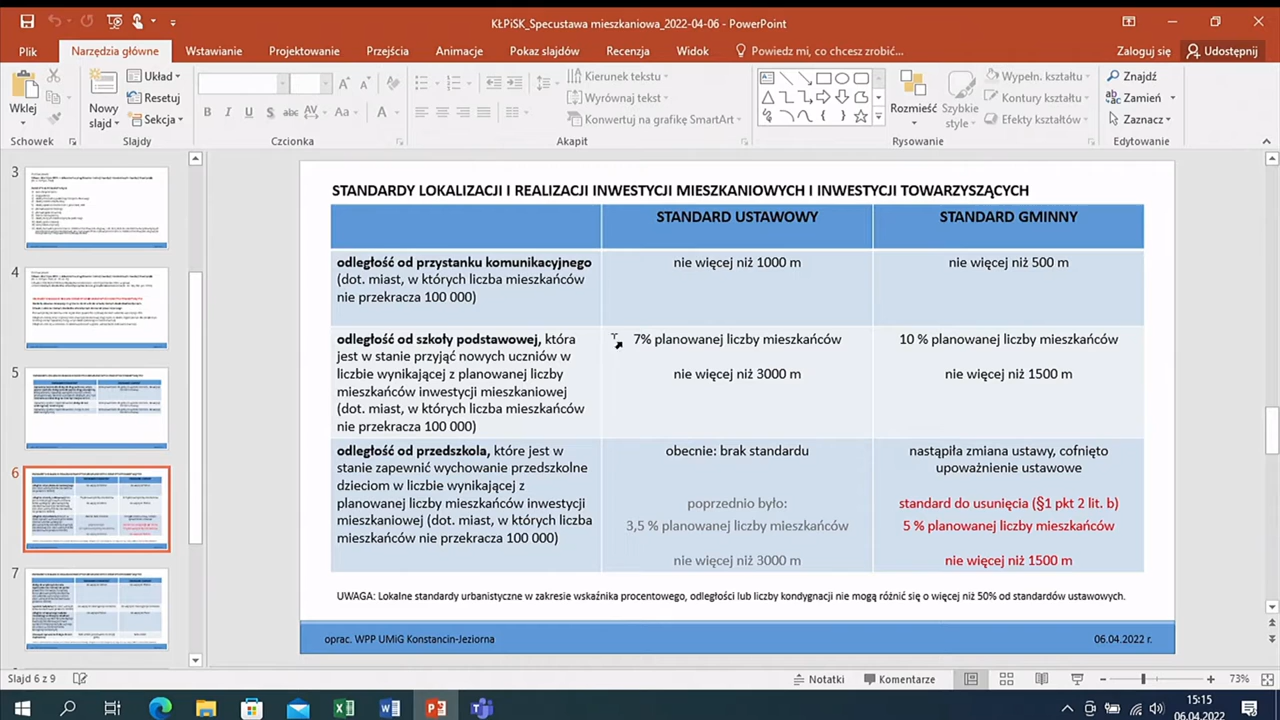 KŁPiSK_Specustawa mieszkaniowa_2022-04-06 - PowerPoint
Plik Narzędzia główne Wstawianie Projektowanie Przejścia Animacje Pokaz slajdów Recenzja Widok Powiedz mi, co chcesz zrobić... Zaloguj się Udostępnij
Wklej
Nowy slajd
Układ
Resetuj
Sekcja
B I U S abc AV Aa A
Kierunek tekstu
Wyrównaj tekst
Konwertuj na grafikę SmartArt
Rozmieść
Szybkie style
Wypełn. kształtu
Kontury kształtu
Efekty kształtu
Znajdź
Zamień
Zaznacz
Schowek Slajdy Czcionka Akapit Rysowanie Edytowanie
3
4
5
6
7
STANDARDY LOKALIZACJI I REALIZACJI INWESTYCJI MIESZKANIOWYCH I INWESTYCJI TOWARZYSZĄCYCH
STANDARD USTAWOWY STANDARD GMINNY
odległość od przystanku komunikacyjnego
(dot. miast, w których liczba mieszkańców
nie przekracza 100 000)
nie więcej niż 1000 m
nie więcej niż 500 m
odległość od szkoły podstawowej, która
jest w stanie przyjąć nowych uczniów w
liczbie wynikającej z planowanej liczby
mieszkańców inwestycji mieszkaniowej
(dot. miast, w których liczba mieszkańców
nie przekracza 100 000)
7% planowanej liczby mieszkańców
nie więcej niż 3000 m
10 % planowanej liczby mieszkańców
nie więcej niż 1500 m
odległość od przedszkola, które jest w
stanie zapewnić wychowanie przedszkolne
dzieciom w liczbie wynikającej z
planowanej liczby mieszkańców inwestycji
mieszkaniowej (dot. miast, w których liczba
mieszkańców nie przekracza 100 000)
obecnie: brak standardu
poprzednio było:
3,5 % planowanej liczby mieszkańców
nie więcej niż 3000 m
nastąpiła zmiana ustawy, cofnięto
upoważnienie ustawowe
standard do usunięcia (§1 pkt 2 lit. b)
5 % planowanej liczby mieszkańców
nie więcej niż 1500 m
UWAGA: Lokalne standardy urbanistyczne w zakresie wskaźnika procentowego, odległości lub liczby kondygnacji nie mogą różnić się o więcej niż 50% od standardów ustawowych.
oprac. WPP UMiG Konstancin-Jeziorna 06.04.2022 r.
Slajd 6 z 9 Notatki Komentarze 73%
15:15
06.04.2022